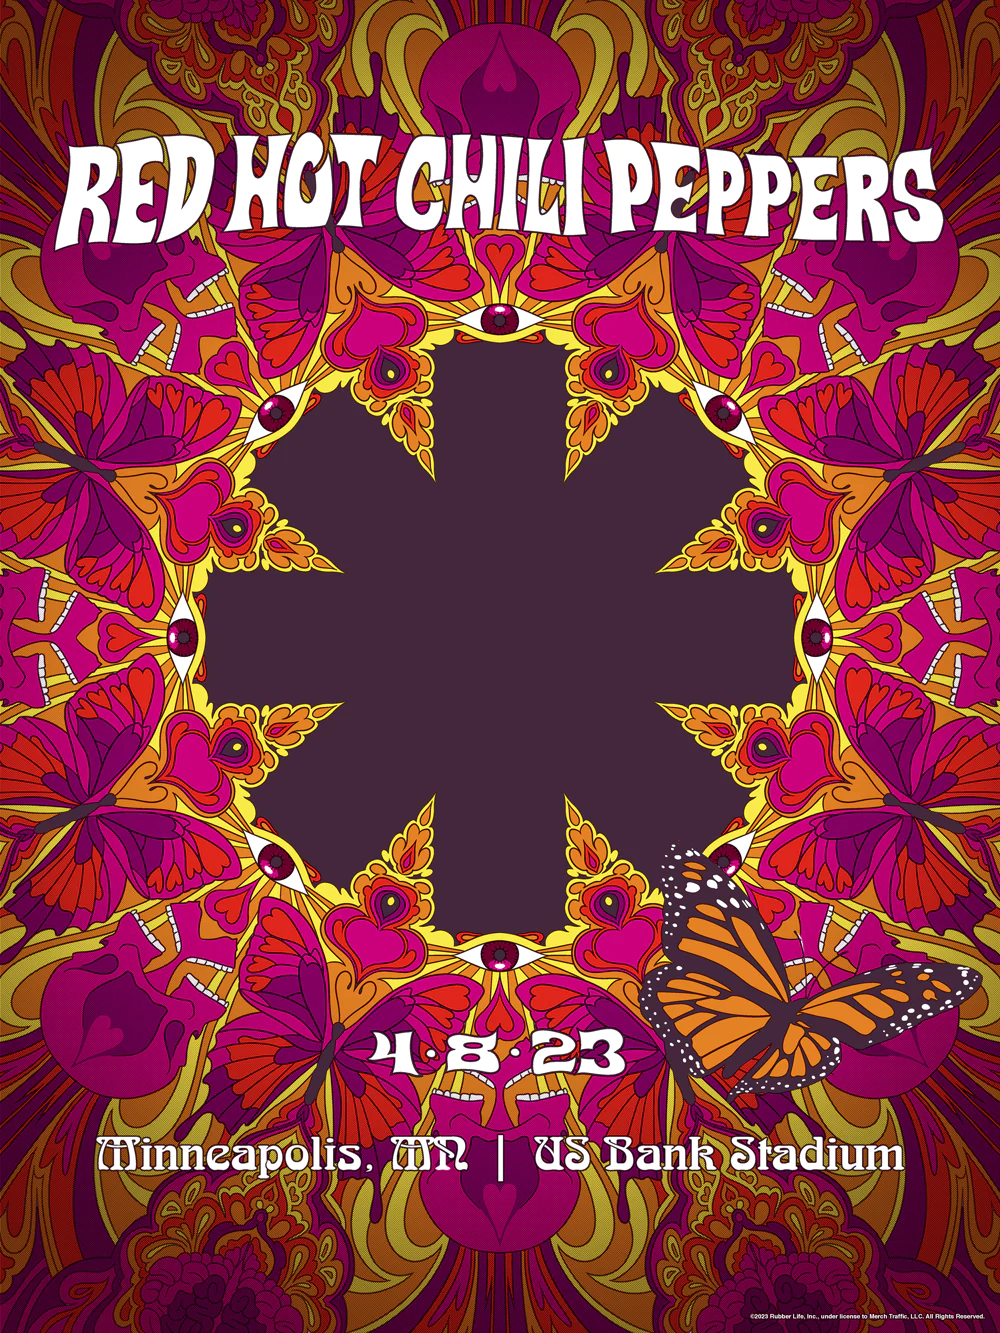 RED HOT CHILI PEPPERS
4·8·23
Minneapolis, MN | US Bank Stadium
©2023 Rubber Life, Inc., under license to Merch Traffic, LLC. All Rights Reserved.